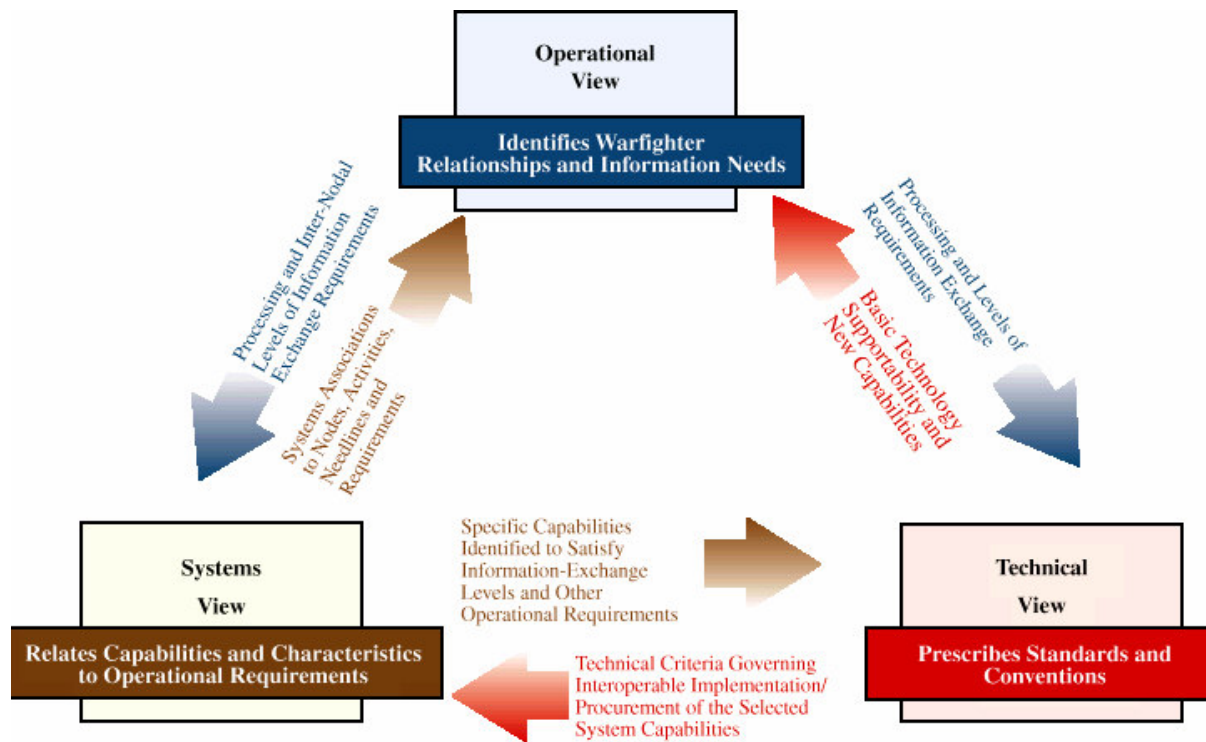 Operational
View
Identifies Warfighter
Relationships and Information Needs
Processing and Inter-Nodal
Levels of Information
Exchange Requirements
Systems Associations
to Nodes, Activities,
Needlines and
Requirements
Processing and Levels of
Information Exchange
Requirements
Basic Technology
Supportability and
New Capabilities
Systems
View
Relates Capabilities and Characteristics
to Operational Requirements
Specific Capabilities
Identified to Satisfy
Information-Exchange
Levels and Other
Operational Requirements
Technical Criteria Governing
Interoperable Implementation/
Procurement of the Selected
System Capabilities
Technical
View
Prescribes Standards and
Conventions